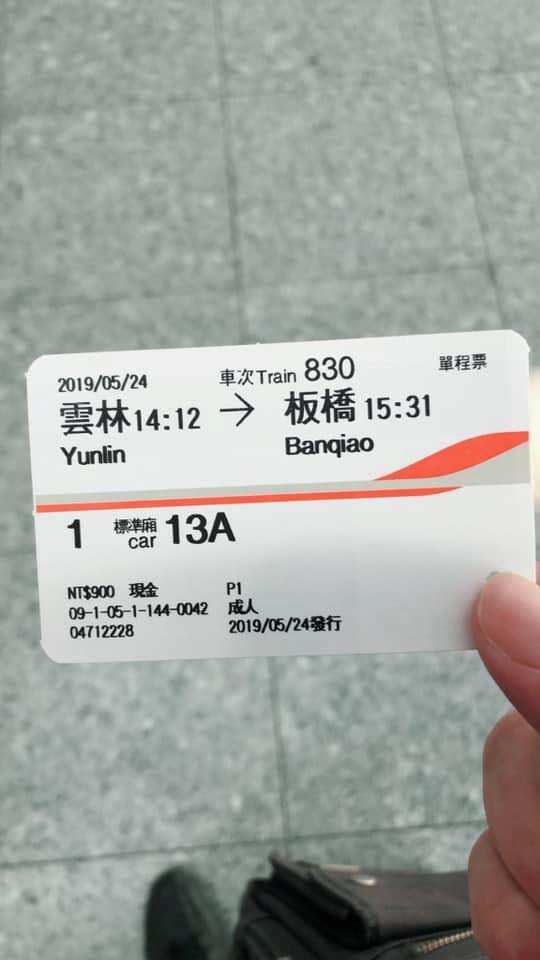 2019/05/24 車次Train 830 單程票
雲林14:12 → 板橋15:31
Yunlin Banqiao
1 標準廂 car 13A
NT$900 現金 P1
09-1-05-1-144-0042 成人
04712228 2019/05/24發行